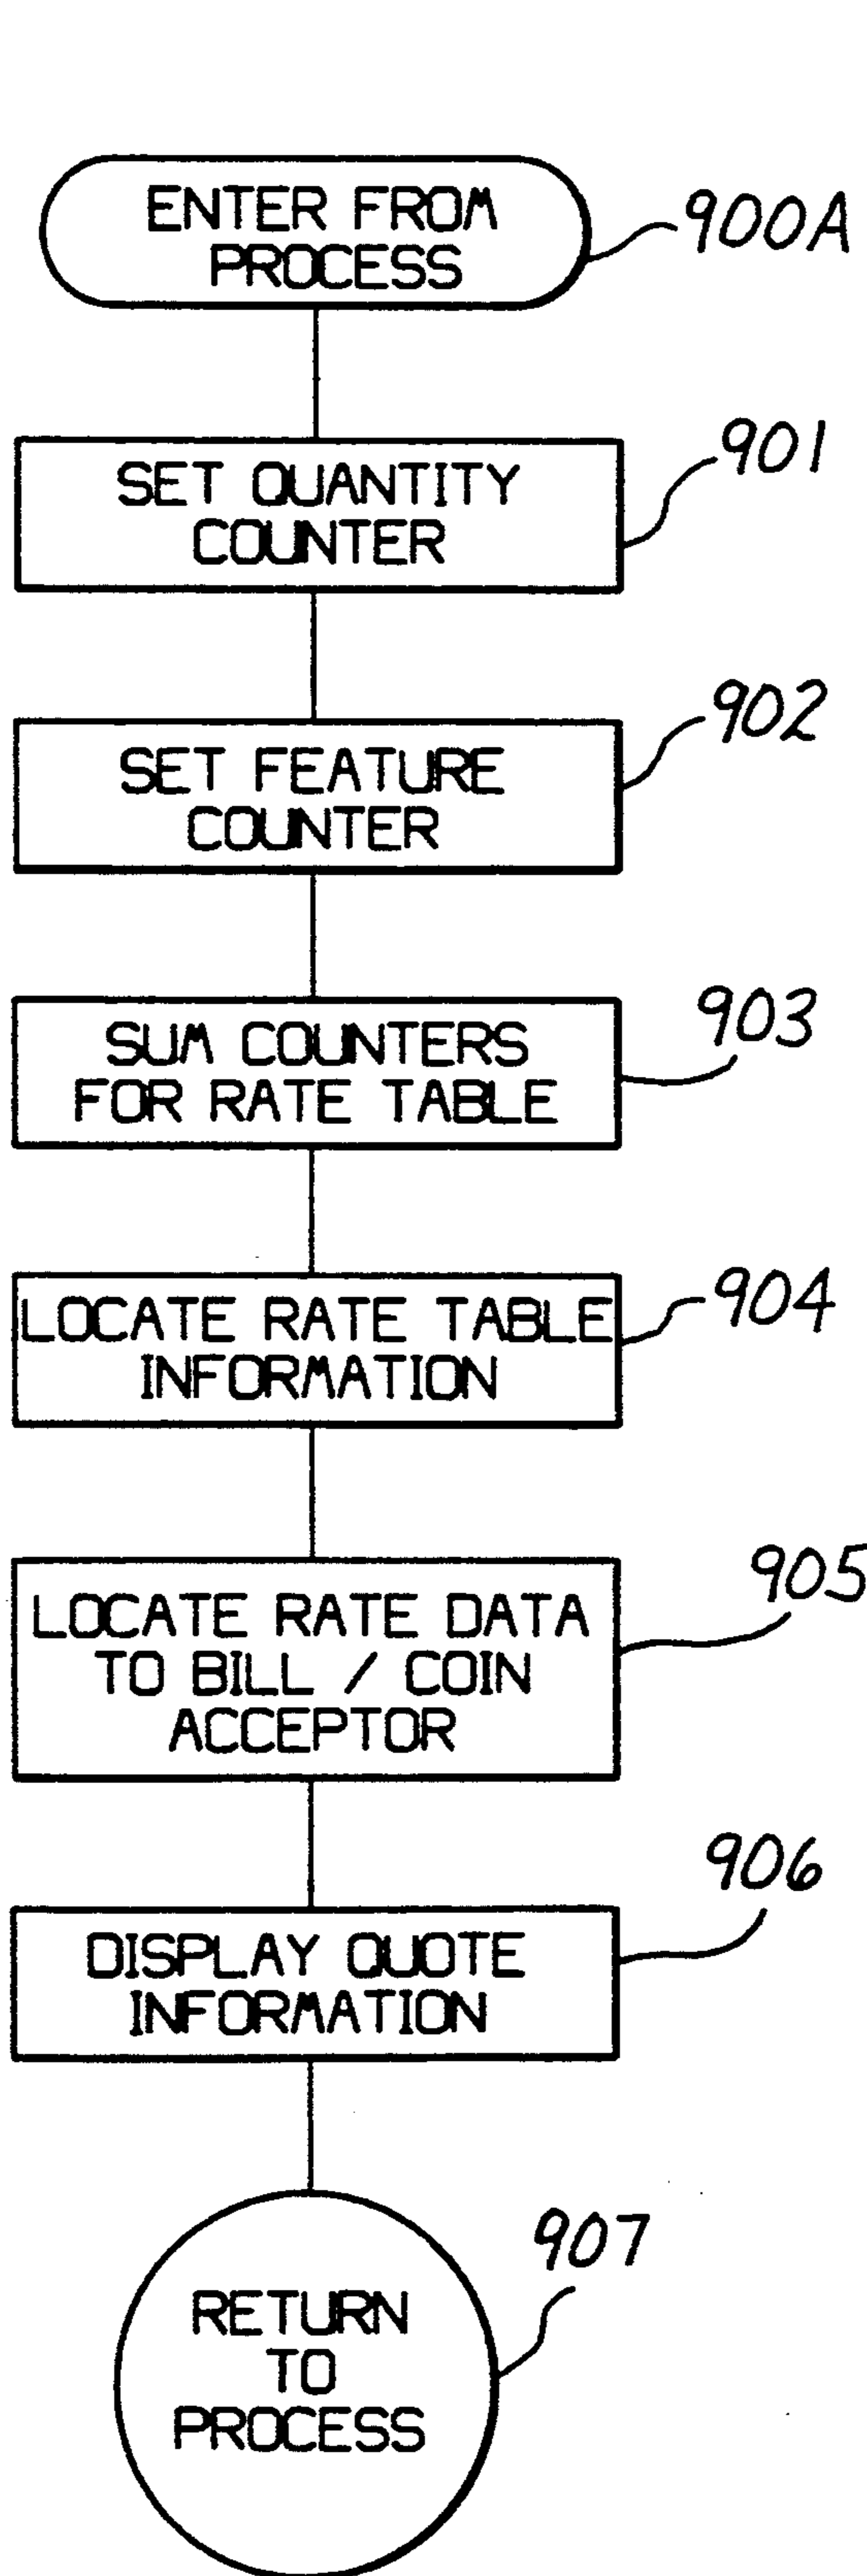 ENTER FROM
PROCESS
900A
SET QUANTITY
COUNTER
901
SET FEATURE
COUNTER
902
SUM COUNTERS
FOR RATE TABLE
903
LOCATE RATE TABLE
INFORMATION
904
LOCATE RATE DATA
TO BILL / COIN
ACCEPTOR
905
DISPLAY QUOTE
INFORMATION
906
RETURN
TO
PROCESS
907